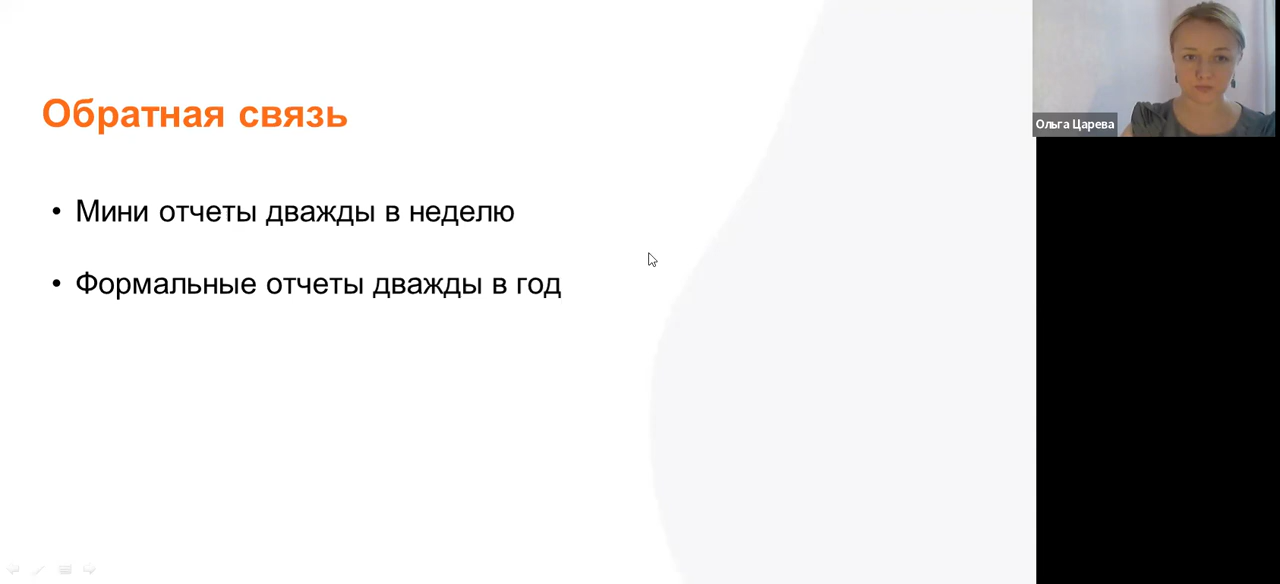 Обратная связь
• Мини отчеты дважды в неделю
• Формальные отчеты дважды в год
Ольга Царева